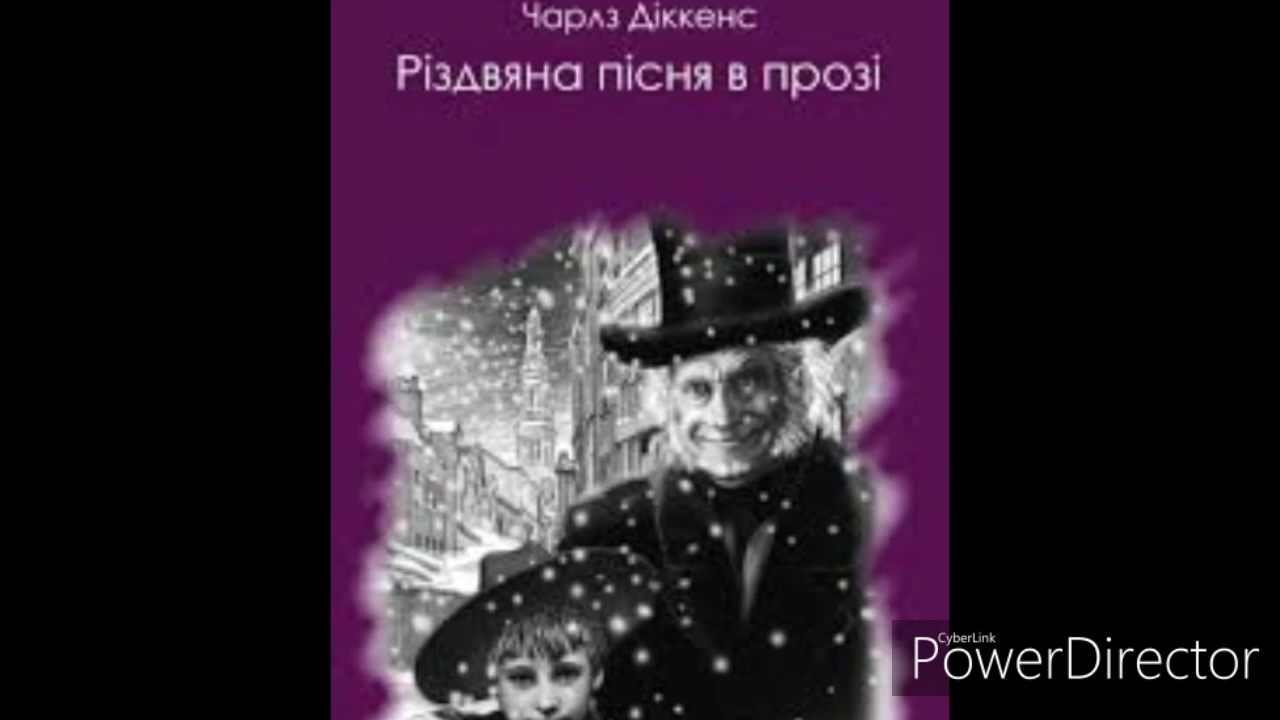 Чарлз Діккенс
Різдвяна пісня в прозі
CyberLink
PowerDirector